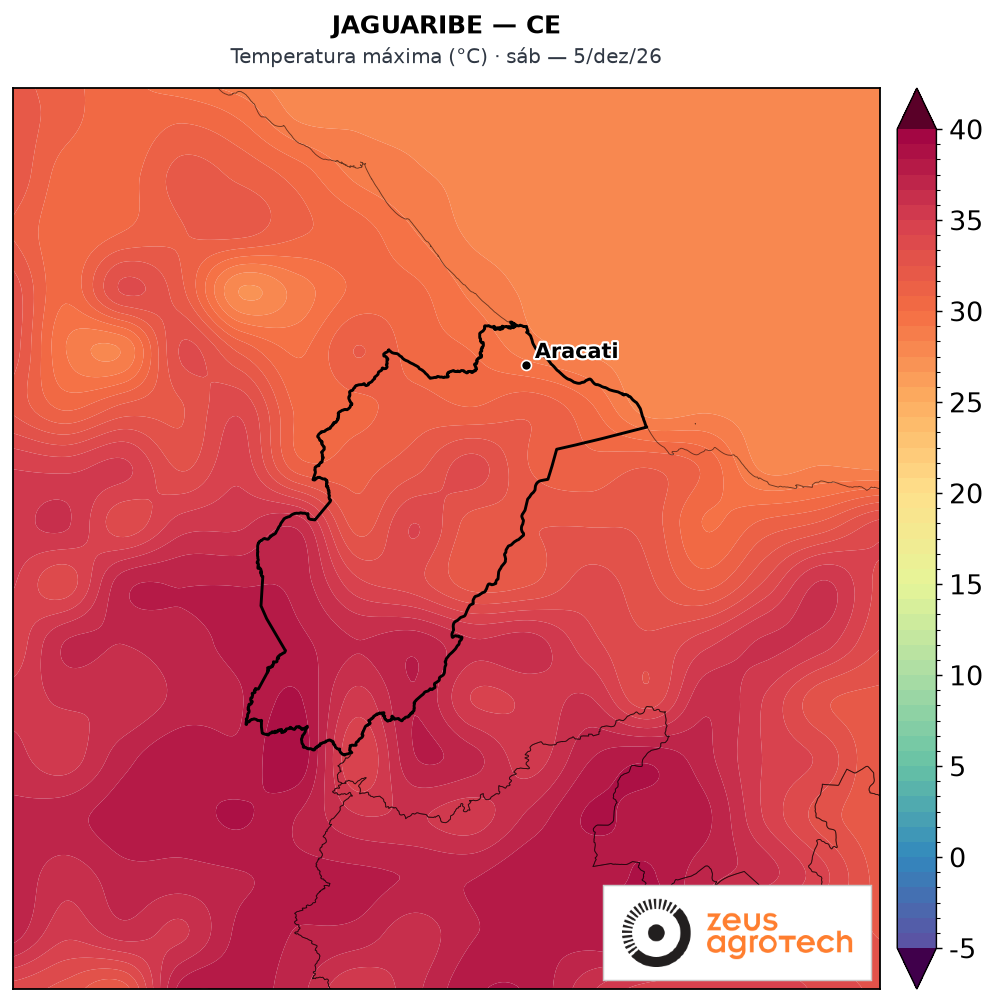 JAGUARIBE — CE
Temperatura máxima (°C) · sáb — 5/dez/26
Aracati
40
35
30
25
20
15
10
5
0
-5
zeus
agrotech